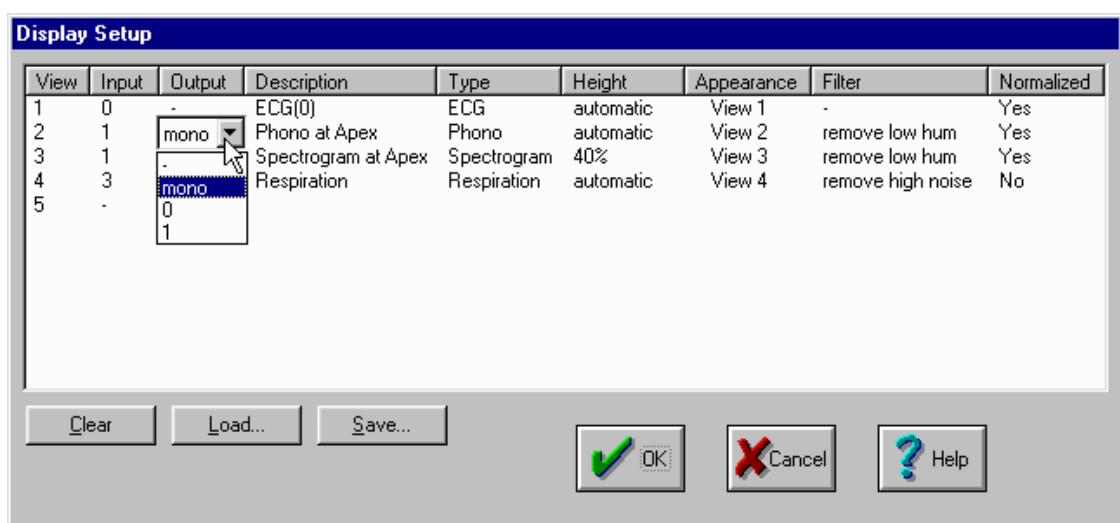 Display Setup
View Input Output Description Type Height Appearance Filter Normalized
1 0 - ECG(0) ECG automatic View 1 - Yes
2 1 mono Phono at Apex Phono automatic View 2 remove low hum Yes
3 1 - Spectrogram at Apex Spectrogram 40% View 3 remove low hum Yes
4 3 mono Respiration Respiration automatic View 4 remove high noise No
5 - 0
1
Clear Load... Save...
OK Cancel Help